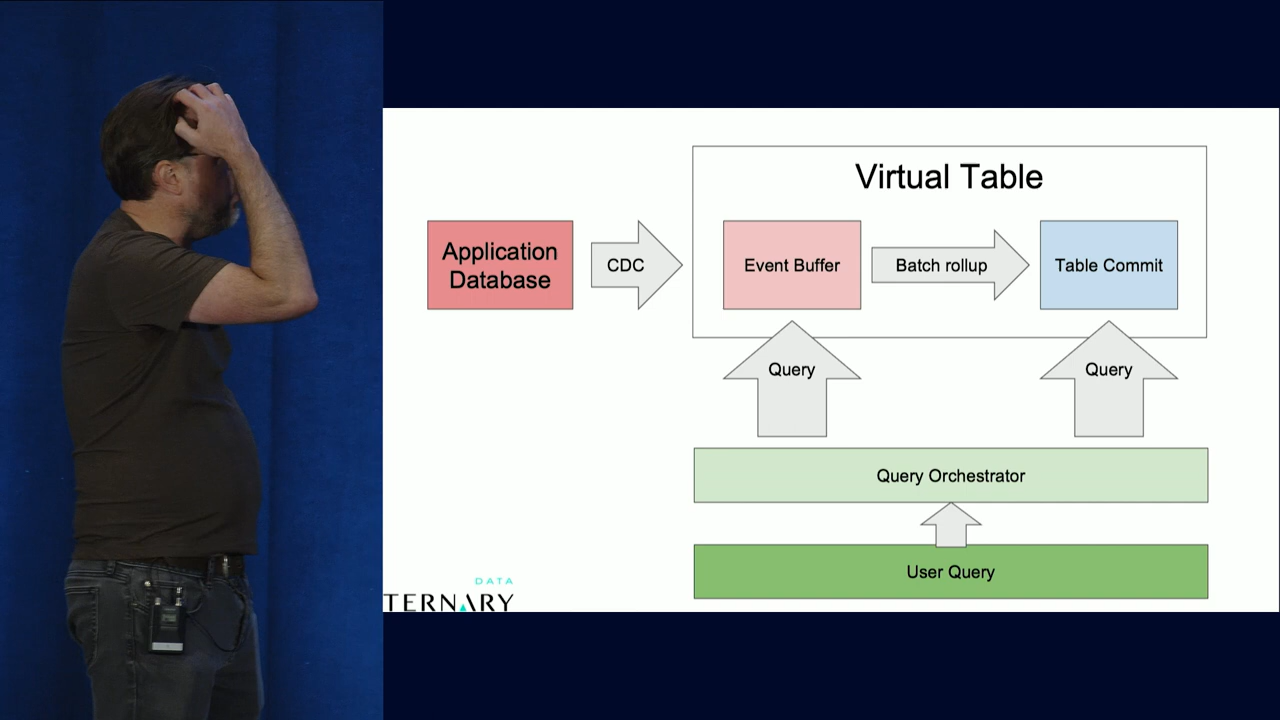 Virtual Table
Application
Database
CDC
Event Buffer
Batch rollup
Table Commit
Query
Query
Query Orchestrator
User Query
DATA
TERNARY